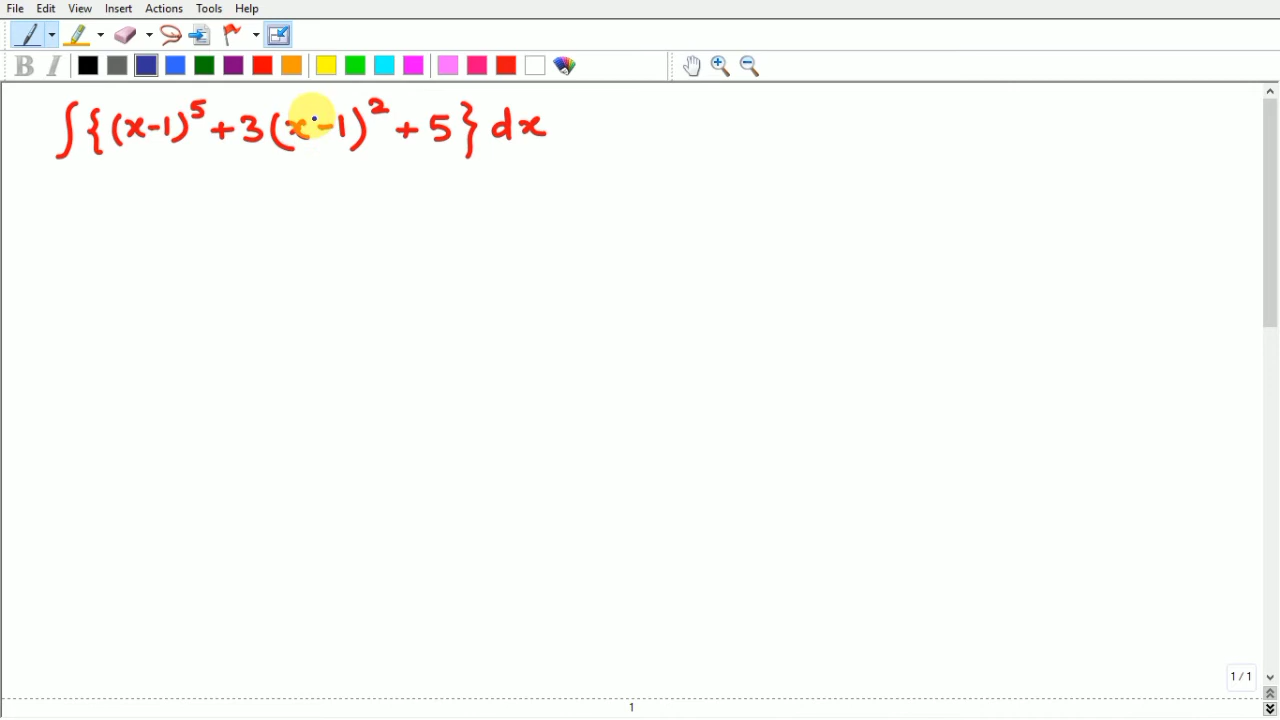 File Edit View Insert Actions Tools Help
B I
∫{(x-1)⁵+3(x-1)²+5}dx
1 / 1
1